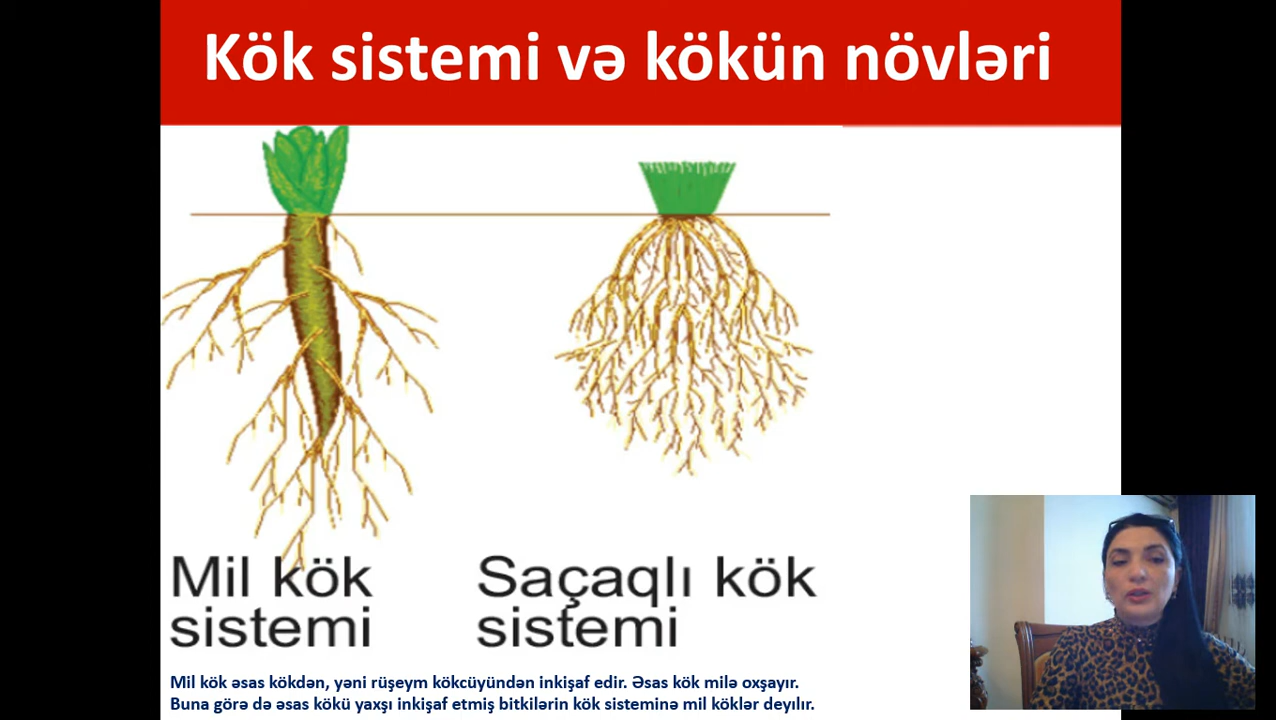 Kök sistemi və kökün növləri
Mil kök
sistemi
Saçaqlı kök
sistemi
Mil kök əsas kökdən, yəni rüşeym kökcüyündən inkişaf edir. Əsas kök milə oxşayır.
Buna görə də əsas kökü yaxşı inkişaf etmiş bitkilərin kök sisteminə mil köklər deyılır.